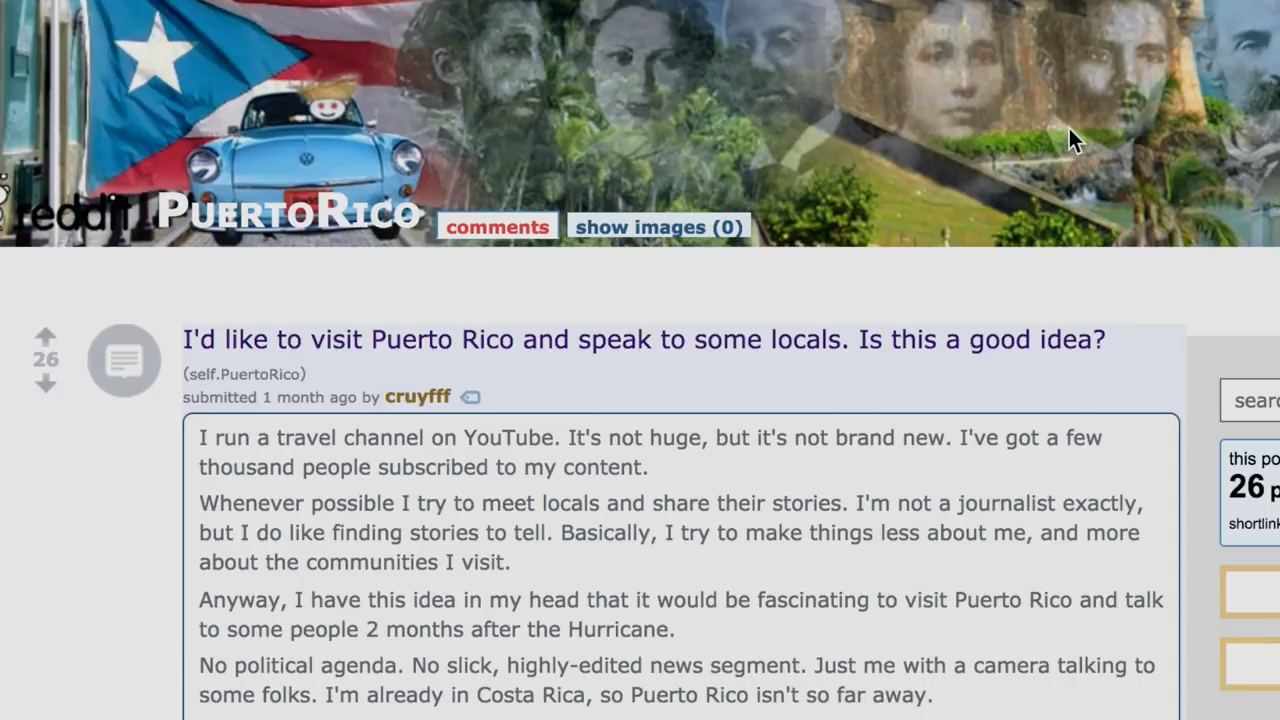 reddit PUERTORICO
comments
show images (0)
26
I'd like to visit Puerto Rico and speak to some locals. Is this a good idea?
(self.PuertoRico)
submitted 1 month ago by cruyfff
I run a travel channel on YouTube. It's not huge, but it's not brand new. I've got a few
thousand people subscribed to my content.
Whenever possible I try to meet locals and share their stories. I'm not a journalist exactly,
but I do like finding stories to tell. Basically, I try to make things less about me, and more
about the communities I visit.
Anyway, I have this idea in my head that it would be fascinating to visit Puerto Rico and talk
to some people 2 months after the Hurricane.
No political agenda. No slick, highly-edited news segment. Just me with a camera talking to
some folks. I'm already in Costa Rica, so Puerto Rico isn't so far away.
searc
this po
26 p
shortlink